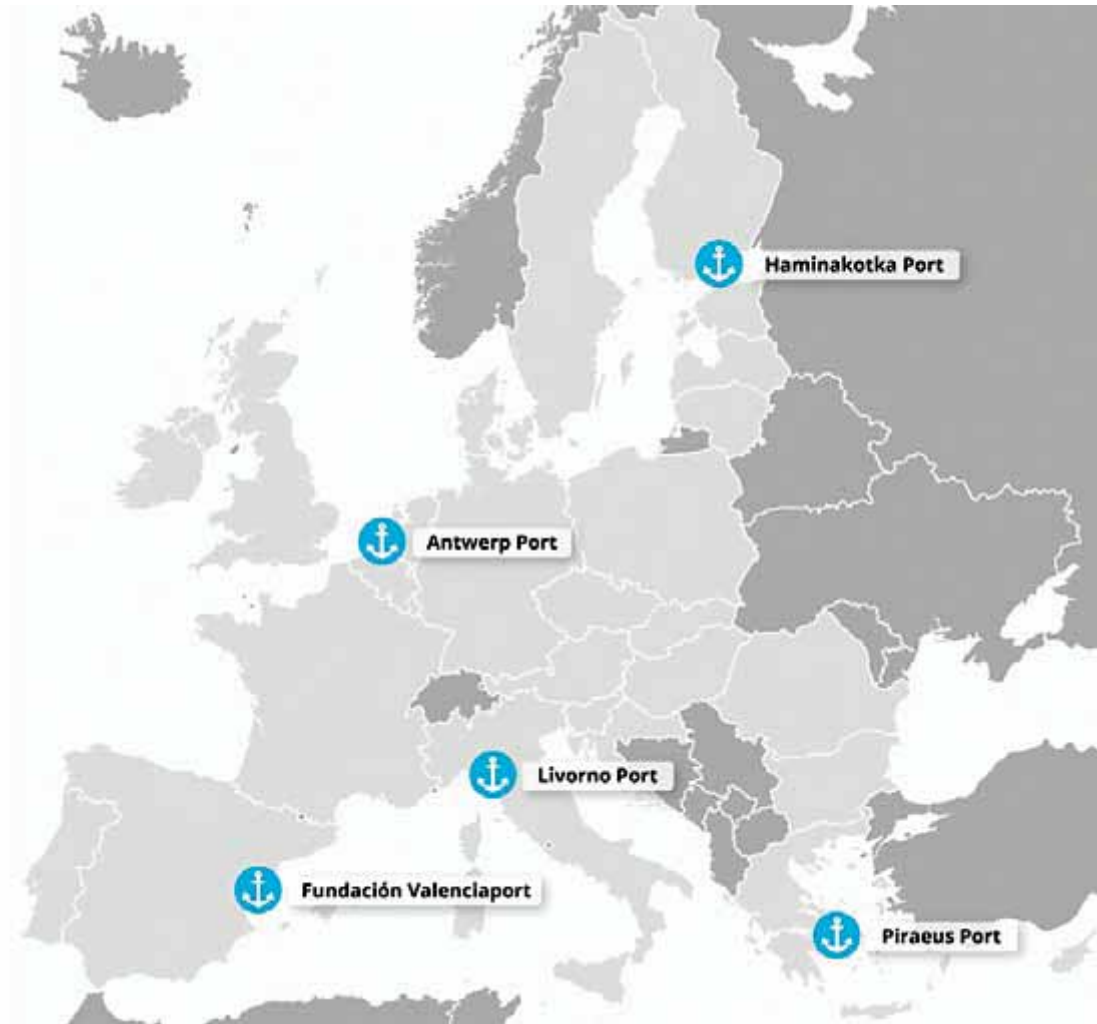 Haminakotka Port
Antwerp Port
Livorno Port
Fundación Valenciaport
Piraeus Port